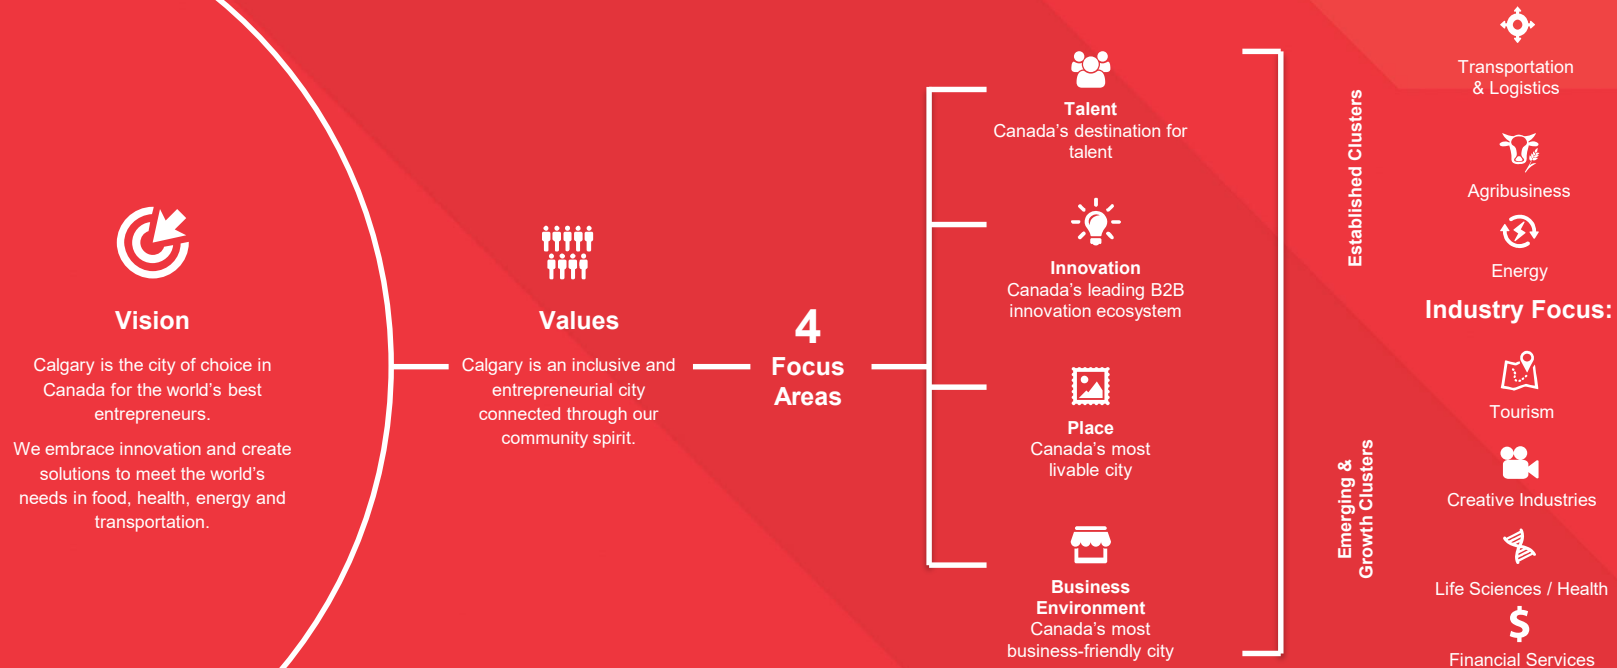 Vision
Calgary is the city of choice in
Canada for the world's best
entrepreneurs.
We embrace innovation and create
solutions to meet the world's
needs in food, health, energy and
transportation.
Values
Calgary is an inclusive and
entrepreneurial city
connected through our
community spirit.
4
Focus
Areas
Talent
Canada's destination for
talent
Innovation
Canada's leading B2B
innovation ecosystem
Place
Canada's most
livable city
Business
Environment
Canada's most
business-friendly city
Established Clusters
Emerging &
Growth Clusters
Transportation
& Logistics
Agribusiness
Energy
Industry Focus:
Tourism
Creative Industries
Life Sciences / Health
$
Financial Services